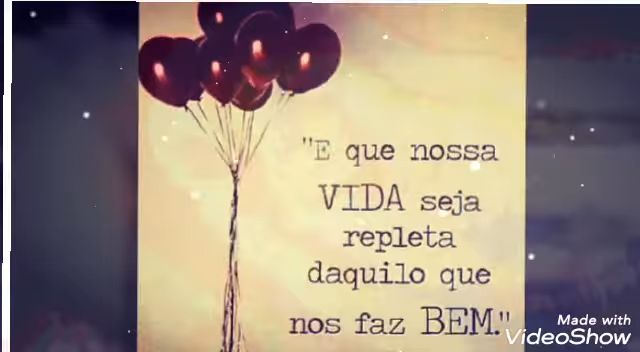 "E que nossa
VIDA seja
repleta
daquilo que
nos faz BEM."
Made with
VideoShow